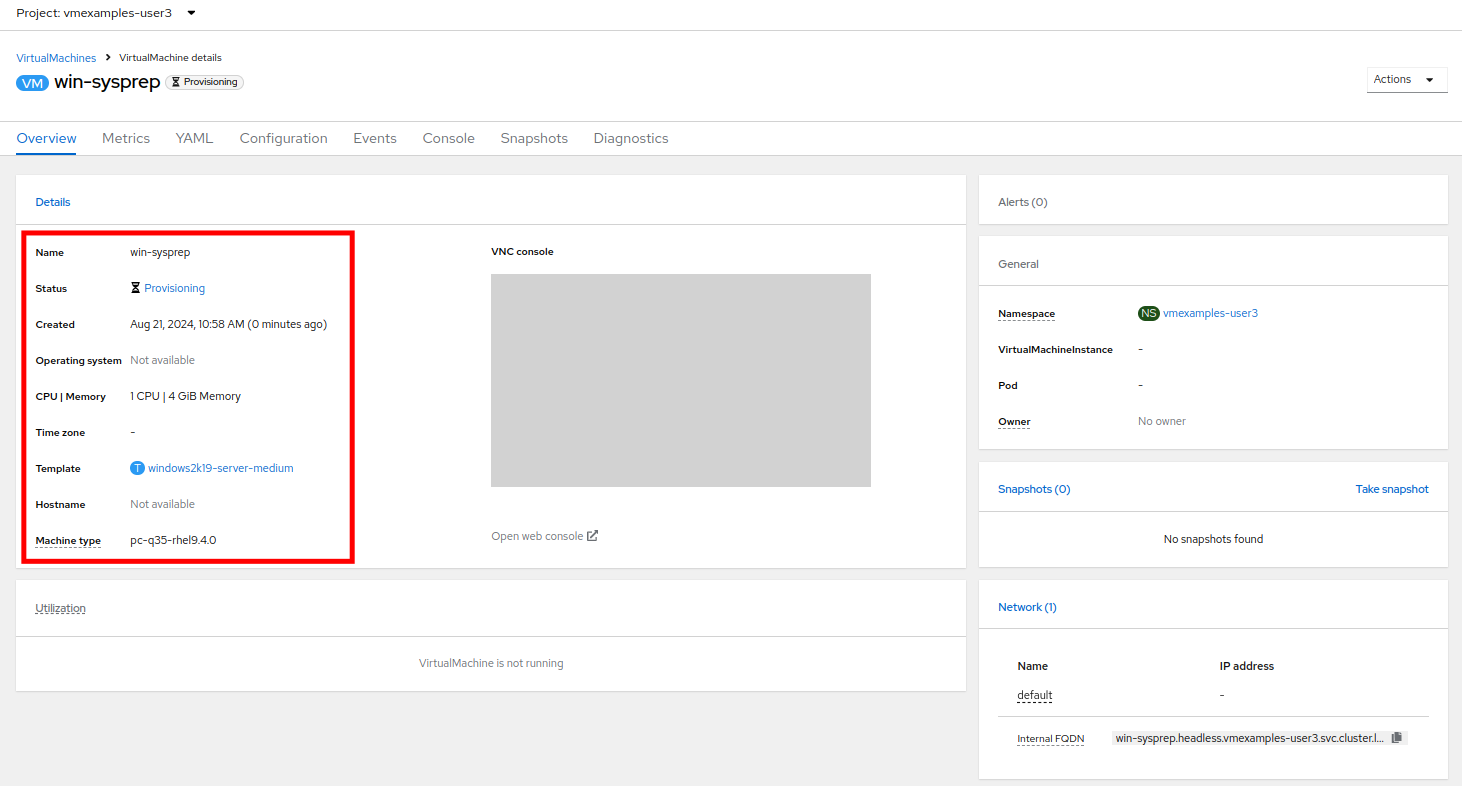 Project: vmexamples-user3
VirtualMachines > VirtualMachine details
VM win-sysprep Provisioning
Actions
Overview Metrics YAML Configuration Events Console Snapshots Diagnostics
Details
Name win-sysprep
Status Provisioning
Created Aug 21, 2024, 10:58 AM (0 minutes ago)
Operating system Not available
CPU | Memory 1 CPU | 4 GiB Memory
Time zone -
Template T windows2k19-server-medium
Hostname Not available
Machine type pc-q35-rhel9.4.0
VNC console
Open web console
Utilization
VirtualMachine is not running
Alerts (0)
General
Namespace NS vmexamples-user3
VirtualMachineInstance -
Pod -
Owner No owner
Snapshots (0) Take snapshot
No snapshots found
Network (1)
Name IP address
default -
Internal FQDN win-sysprep.headless.vmexamples-user3.svc.cluster.l...